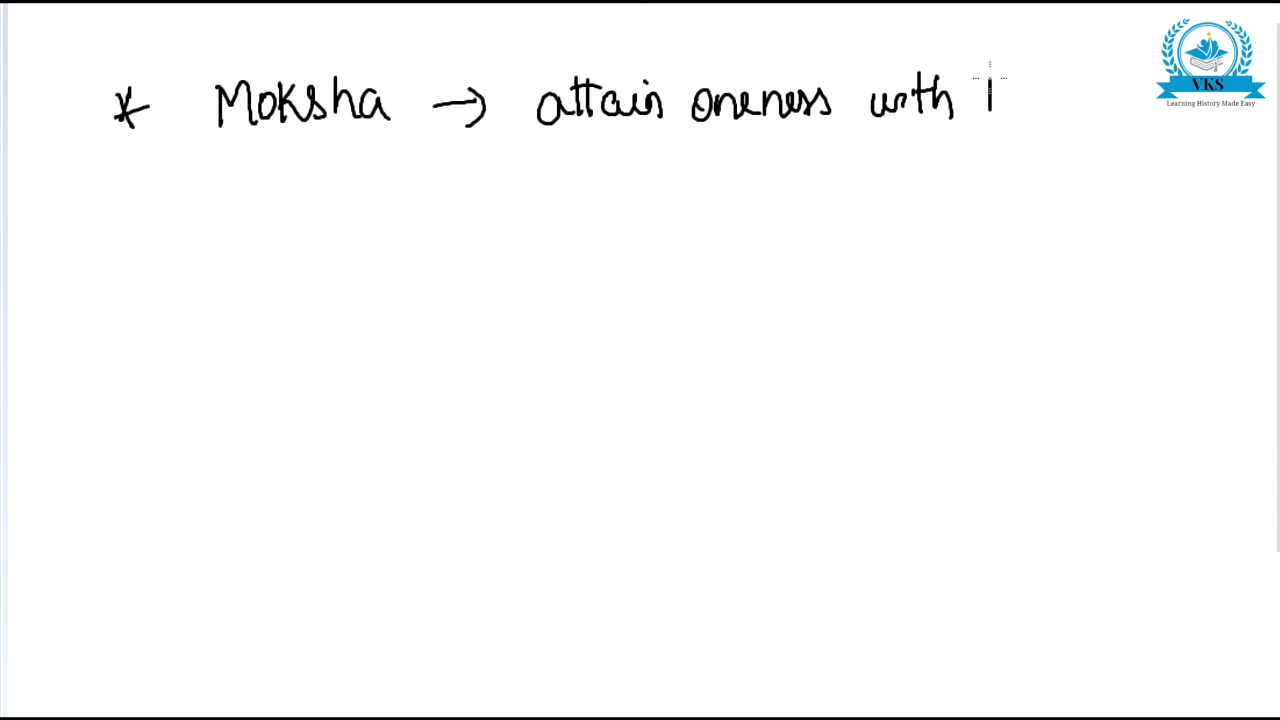 * Moksha → attain oneness with
VKS
Learning History Made Easy